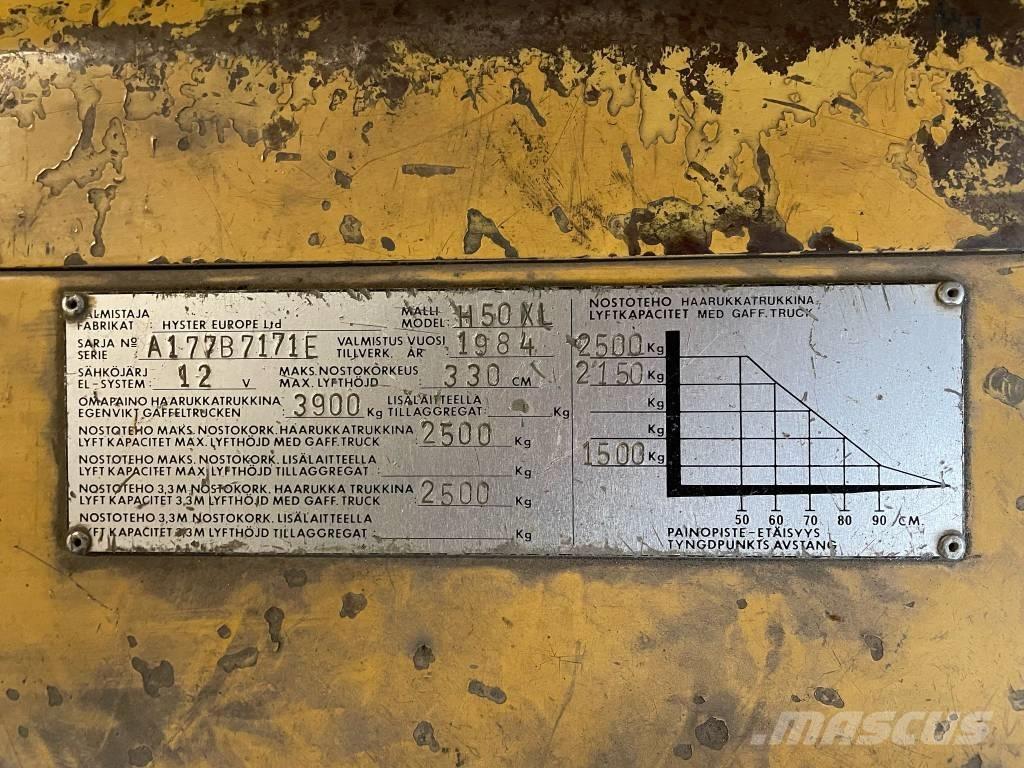 VALMISTAJA
FABRIKAT HYSTER EUROPE Ltd
MALLI
MODEL: H50XL
SARJA Nº
SERIE A177B7171E
VALMISTUS VUOSI
TILLVERK. ÅR 1984
SÄHKÖJÄRJ
EL-SYSTEM: 12 V
MAKS. NOSTOKÖRKEUS
MAX. LYFTHÖJD 330 CM
OMAPAINO HAARUKKATRUKKINA
EGENVIKT GAFFELTRUCKEN 3900 Kg
LISÄLÄITTEELLA
TILLAGGREGAT: Kg
NOSTOTEHO MAKS. NOSTOKORK. HAARUKKATRUKKINA
LYFT KAPACITET MAX. LYFTHÖJD MED GAFF. TRUCK 2500 Kg
NOSTOTEHO MAKS. NOSTOKORK. LISÄLAITTEELLA
LYFT KAPACITET MAX LYFTHÖJD TILLAGGREGAT: Kg
NOSTOTEHO 3,3M NOSTOKORK. HAARUKKA TRUKKINA
LYFT KAPACITET 3,3M LYFTHÖJD MED GAFF. TRUCK 2500 Kg
NOSTOTEHO 3,3M NOSTOKORK. LISÄLAITTEELLA
LYFT KAPACITET 3,3M LYFTHÖJD TILLAGGREGAT: Kg
NOSTOTEHO HAARUKKATRUKKINA
LYFTKAPACITET MED GAFF. TRUCK
2500 Kg
2150 Kg
Kg
Kg
1500 Kg
50 60 70 80 90 /CM.
PAINOPISTE-ETÄISYYS
TYNGDPUNKTS AVSTANG
MASCUS